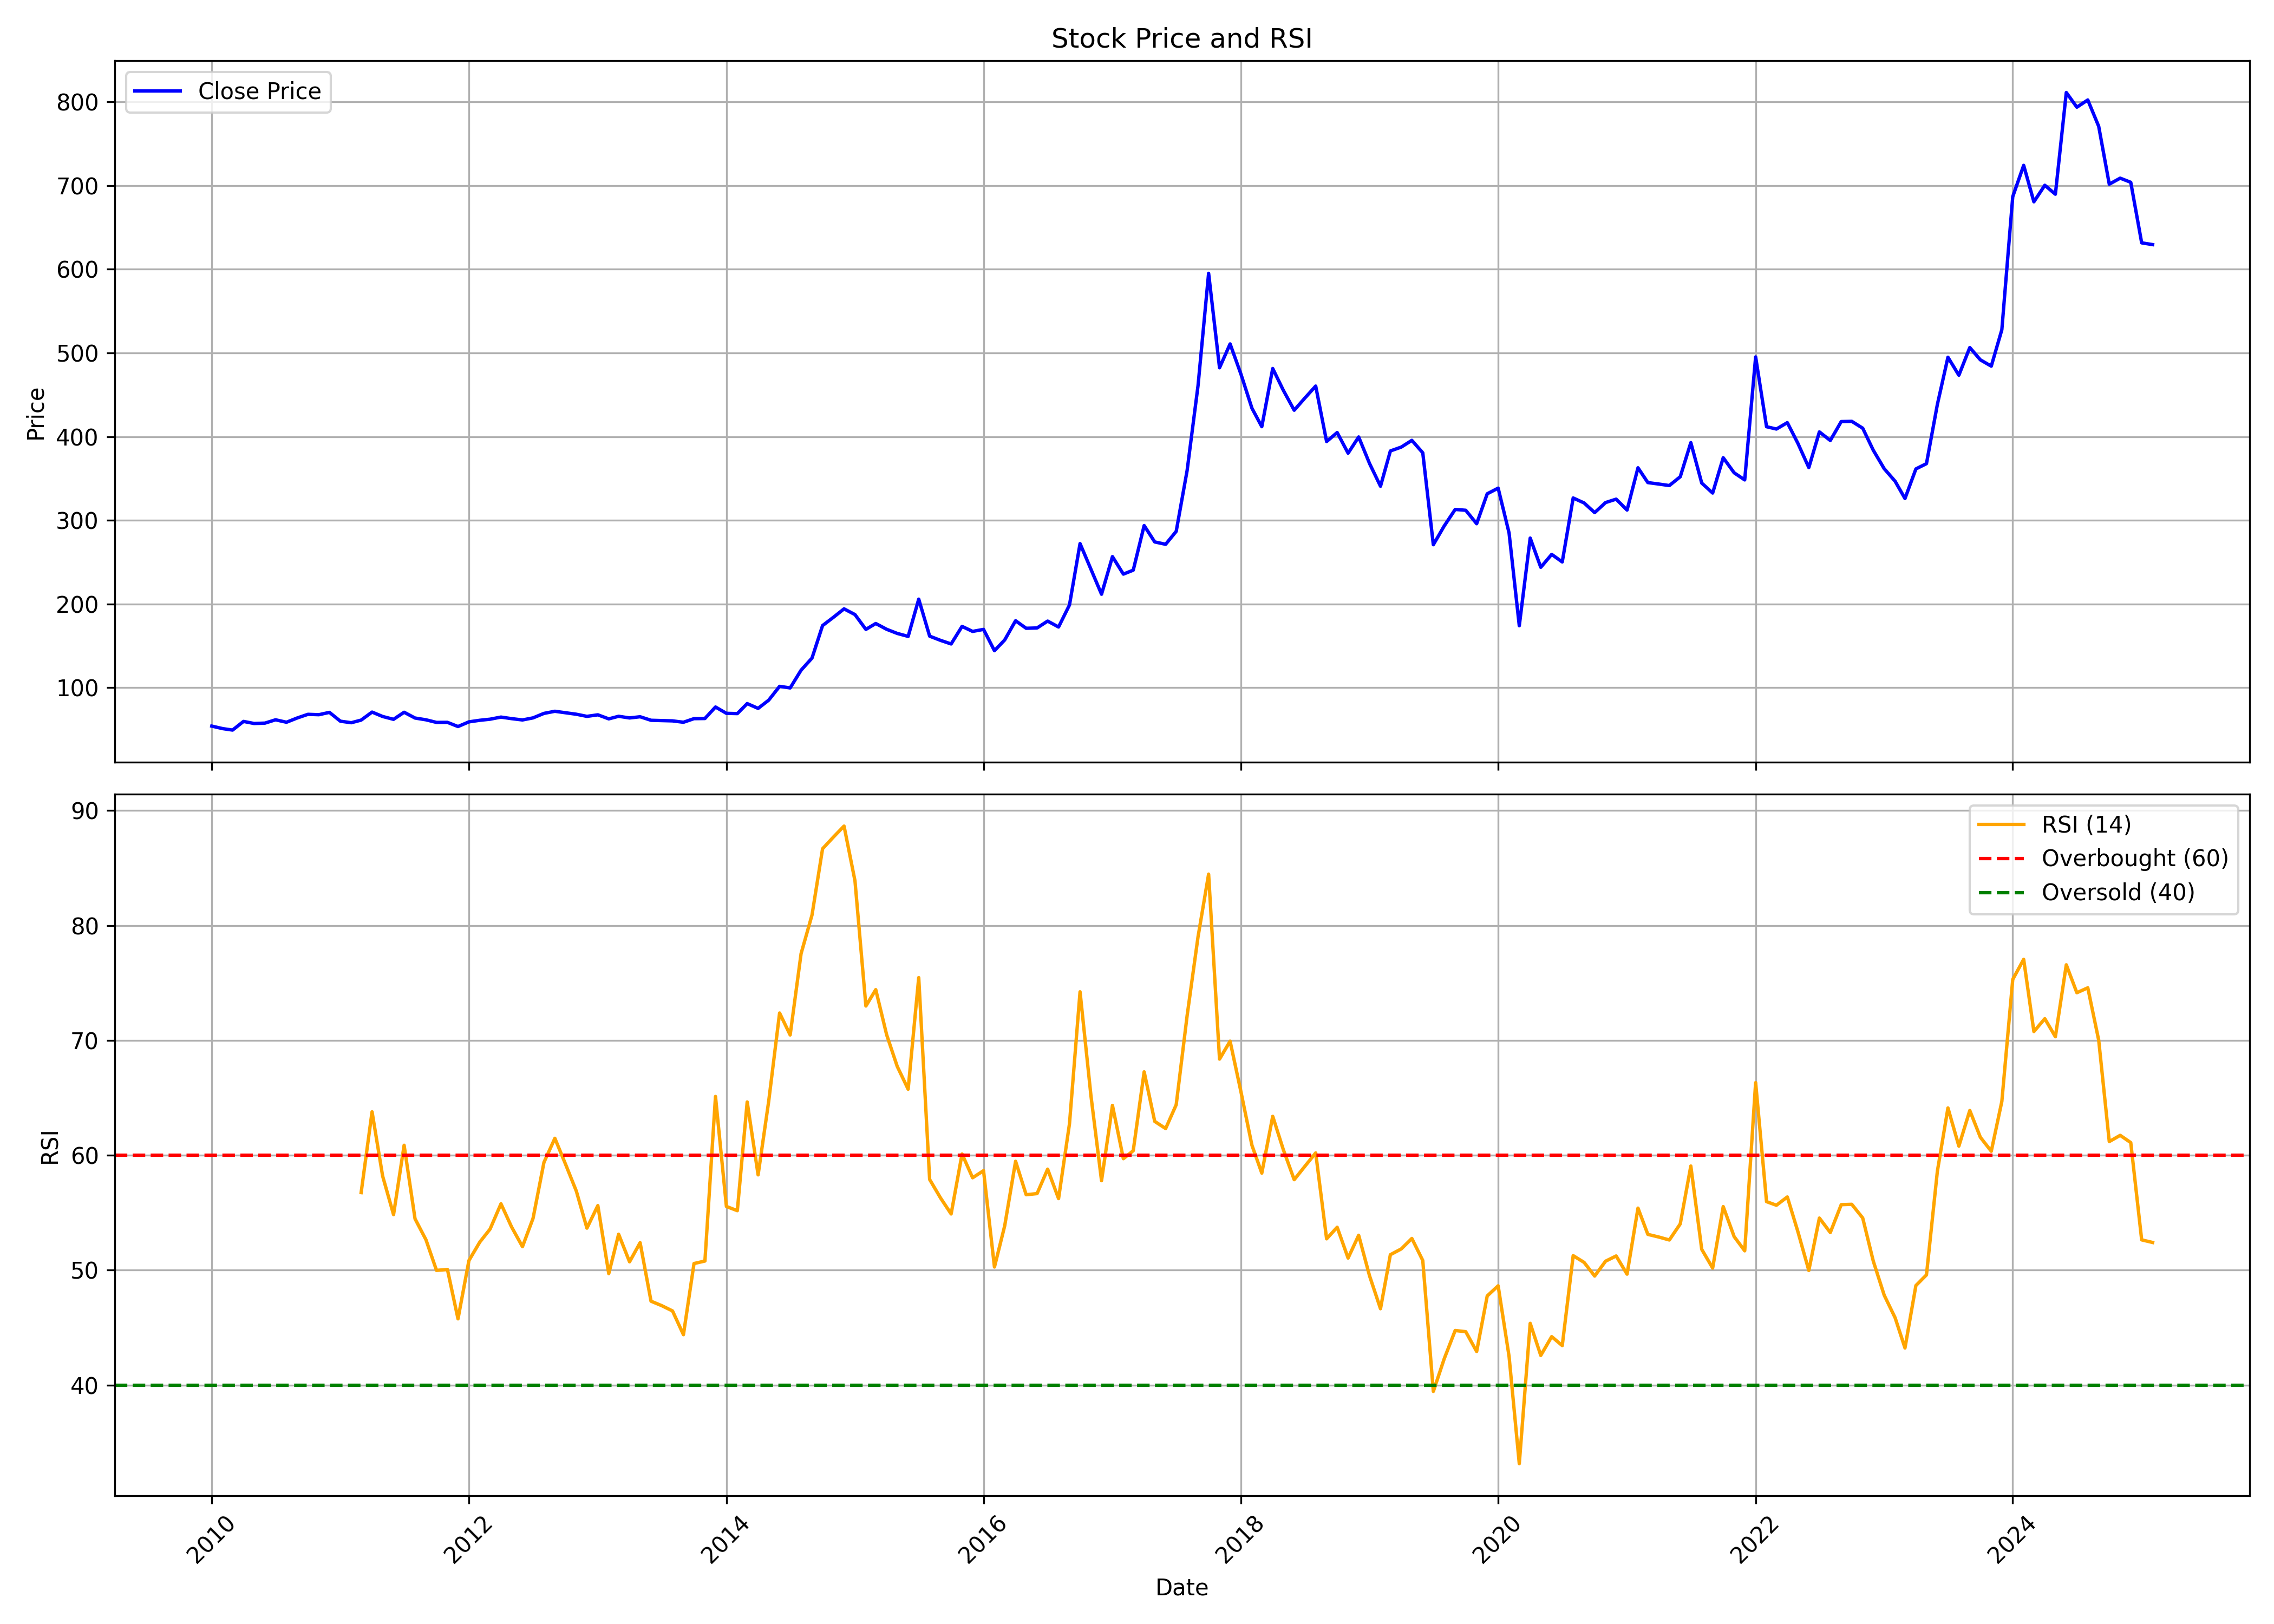 Stock Price and RSI
Close Price
800
700
600
500
400
300
200
100
Price
90
80
70
60
50
40
RSI
RSI (14)
Overbought (60)
Oversold (40)
2010
2012
2014
2016
2018
2020
2022
2024
Date